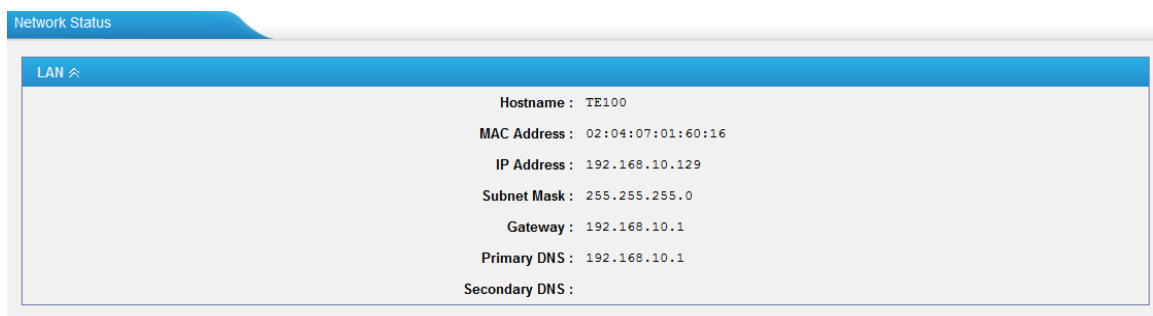 Network Status
LAN
Hostname : TE100
MAC Address : 02:04:07:01:60:16
IP Address : 192.168.10.129
Subnet Mask : 255.255.255.0
Gateway : 192.168.10.1
Primary DNS : 192.168.10.1
Secondary DNS :